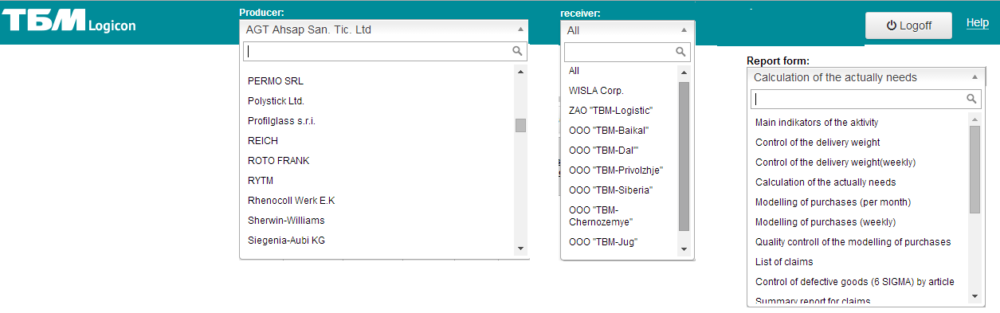 ТБМ Logicon
Producer:
AGT Ahsap San. Tic. Ltd
PERMO SRL
Polystick Ltd.
Profilglass s.r.i.
REICH
ROTO FRANK
RYTM
Rhenocoll Werk E.K
Sherwin-Williams
Siegenia-Aubi KG
receiver:
All
All
WISLA Corp.
ZAO "TBM-Logistic"
OOO "TBM-Baikal"
OOO "TBM-Dal'"
OOO "TBM-Privolzhje"
OOO "TBM-Siberia"
OOO "TBM-
Chernozemye"
OOO "TBM-Jug"
Logoff
Help
Report form:
Calculation of the actually needs
Main indikators of the aktivity
Control of the delivery weight
Control of the delivery weight(weekly)
Calculation of the actually needs
Modelling of purchases (per month)
Modelling of purchases (weekly)
Quality controll of the modelling of purchases
List of claims
Control of defective goods (6 SIGMA) by article
Summary report for claims